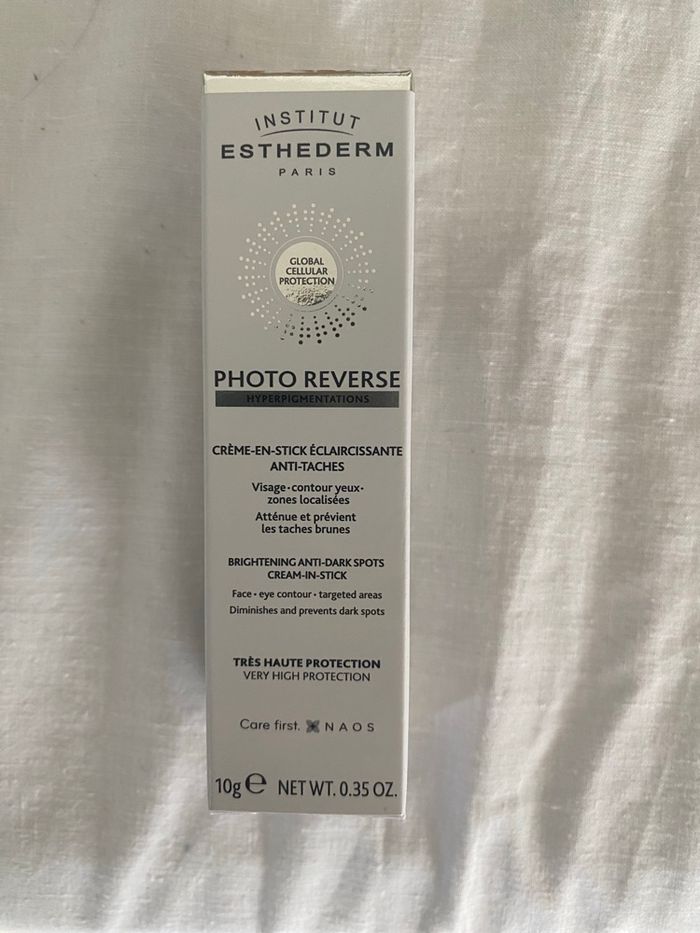 INSTITUT
ESTHEDERM
PARIS
GLOBAL
CELLULAR
PROTECTION
PHOTO REVERSE
HYPERPIGMENTATIONS
CRÈME-EN-STICK ÉCLAIRCISSANTE
ANTI-TACHES
Visage • contour yeux •
zones localisées
Atténue et prévient
les taches brunes
BRIGHTENING ANTI-DARK SPOTS
CREAM-IN-STICK
Face • eye contour • targeted areas
Diminishes and prevents dark spots
TRÈS HAUTE PROTECTION
VERY HIGH PROTECTION
Care first. NAOS
10g ℮ NET WT. 0.35 OZ.